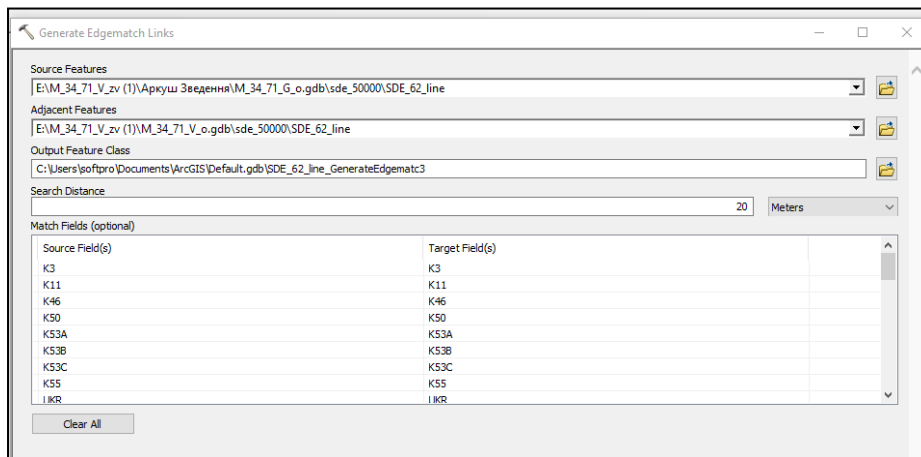 Generate Edgematch Links
Source Features
E:\M_34_71_V_zv (1)\Аркуш Зведення\M_34_71_G_o.gdb\sde_50000\SDE_62_line
Adjacent Features
E:\M_34_71_V_zv (1)\M_34_71_V_o.gdb\sde_50000\SDE_62_line
Output Feature Class
C:\Users\softpro\Documents\ArcGIS\Default.gdb\SDE_62_line_GenerateEdgematc3
Search Distance
20 Meters
Match Fields (optional)
Source Field(s) Target Field(s)
K3 K3
K11 K11
K46 K46
K50 K50
K53A K53A
K53B K53B
K53C K53C
K55 K55
UKR UKR
Clear All